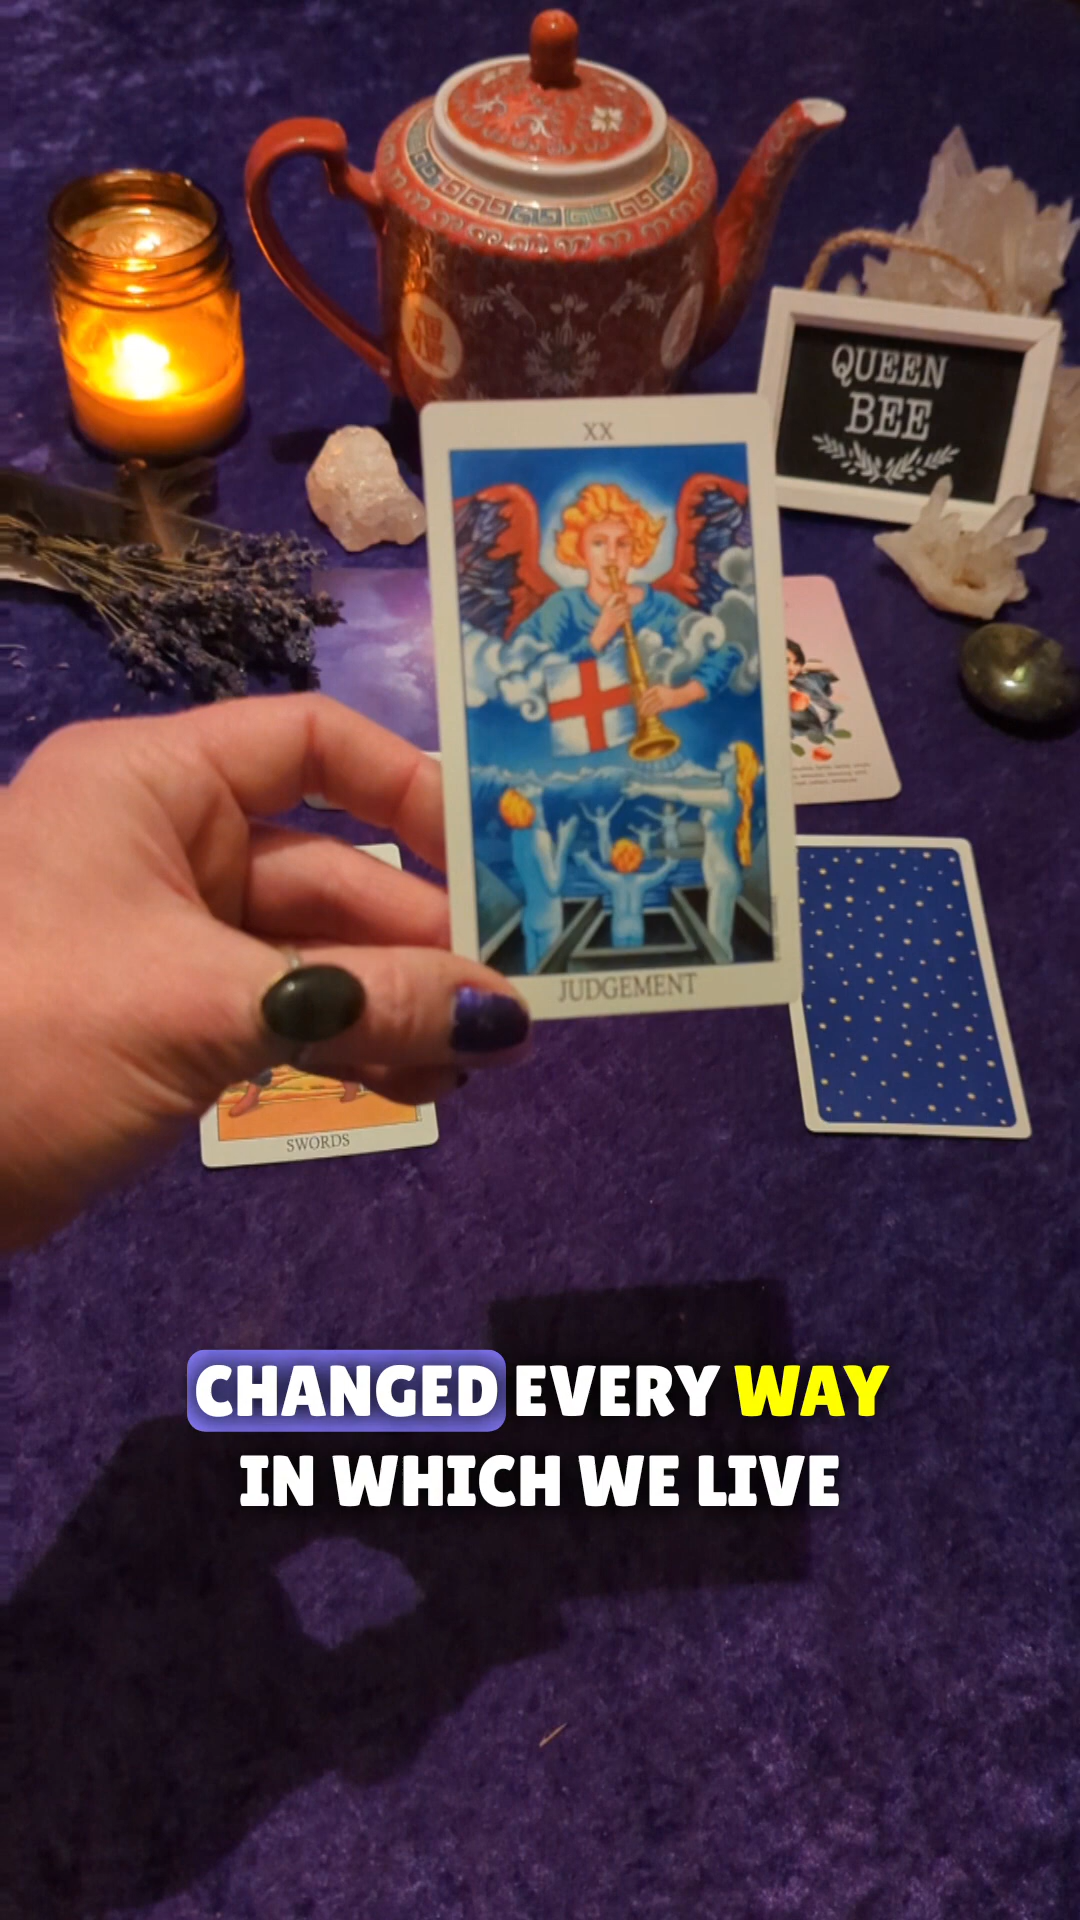 QUEEN
BEE
XX
JUDGEMENT
SWORDS
CHANGED EVERY WAY
IN WHICH WE LIVE